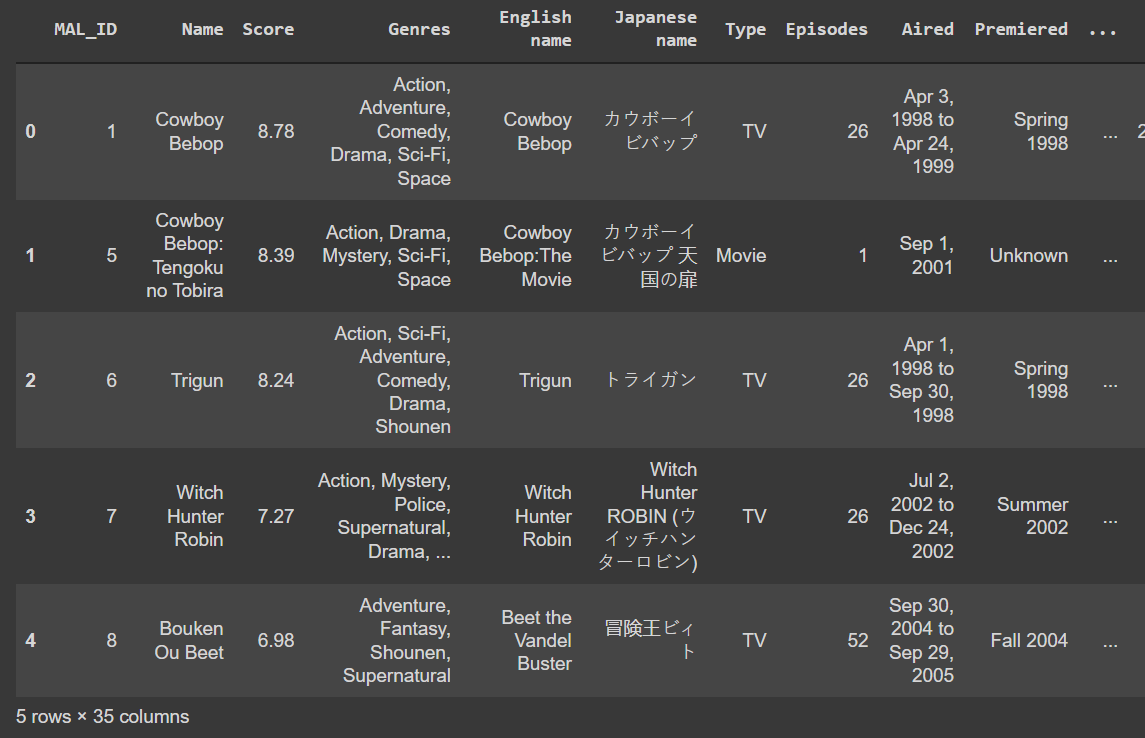 MAL_ID Name Score Genres English name Japanese name Type Episodes Aired Premiered ...
0 1 Cowboy Bebop 8.78 Action, Adventure, Comedy, Drama, Sci-Fi, Space Cowboy Bebop カウボーイビバップ TV 26 Apr 3, 1998 to Apr 24, 1999 Spring 1998 ... 2
1 5 Cowboy Bebop: Tengoku no Tobira 8.39 Action, Drama, Mystery, Sci-Fi, Space Cowboy Bebop:The Movie カウボーイビバップ 天国の扉 Movie 1 Sep 1, 2001 Unknown ...
2 6 Trigun 8.24 Action, Sci-Fi, Adventure, Comedy, Drama, Shounen Trigun トライガン TV 26 Apr 1, 1998 to Sep 30, 1998 Spring 1998 ...
3 7 Witch Hunter Robin 7.27 Action, Mystery, Police, Supernatural, Drama, ... Witch Hunter Robin Witch Hunter ROBIN (ウイッチハンターロビン) TV 26 Jul 2, 2002 to Dec 24, 2002 Summer 2002 ...
4 8 Bouken Ou Beet 6.98 Adventure, Fantasy, Shounen, Supernatural Beet the Vandel Buster 冒険王ビィト TV 52 Sep 30, 2004 to Sep 29, 2005 Fall 2004 ...
5 rows × 35 columns